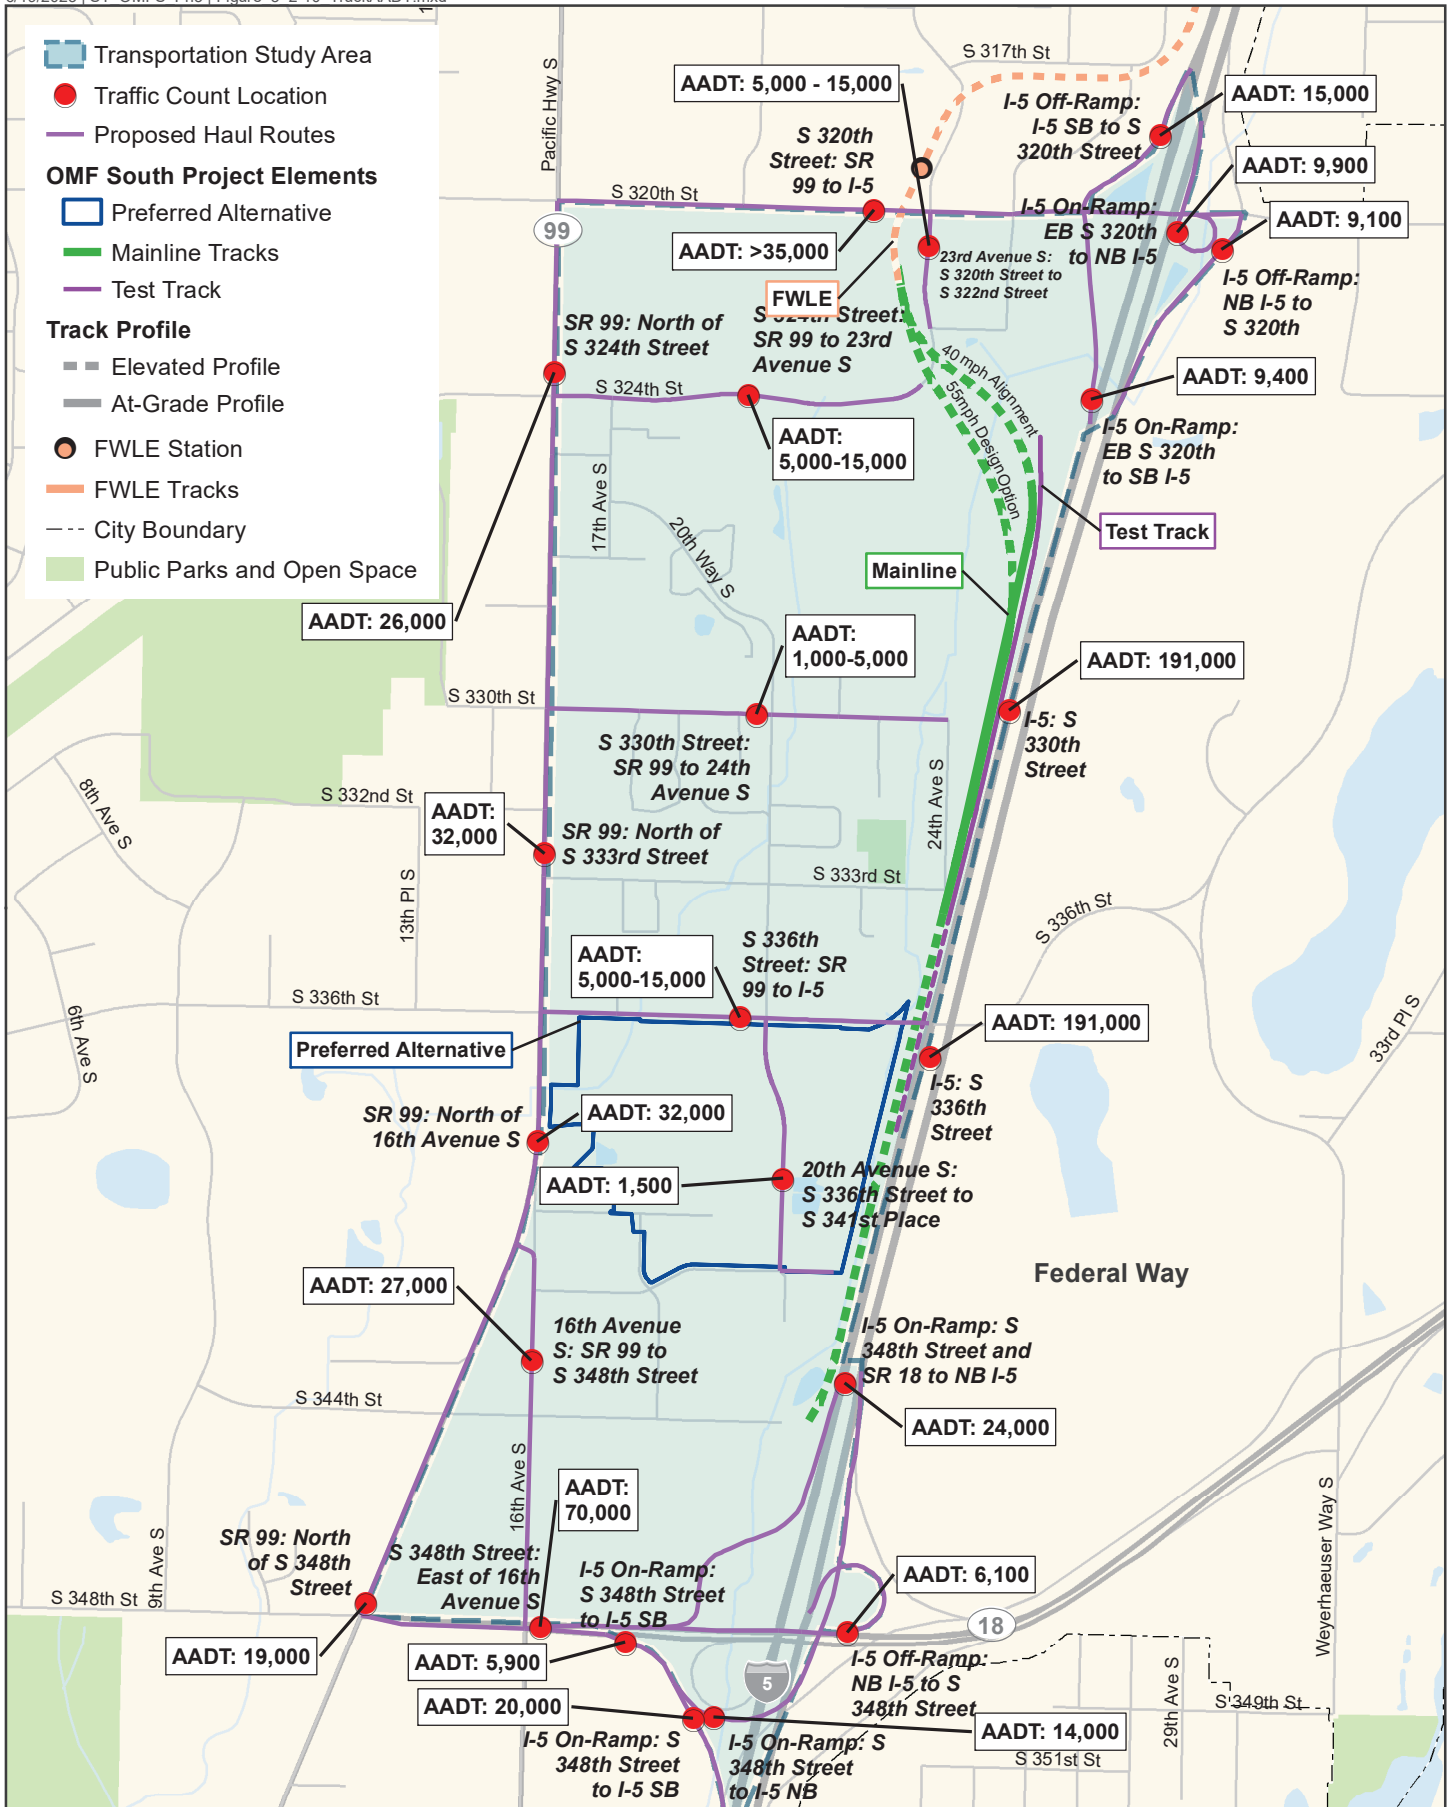 Transportation Study Area
Traffic Count Location
Proposed Haul Routes
OMF South Project Elements
Preferred Alternative
Mainline Tracks
Test Track
Track Profile
Elevated Profile
At-Grade Profile
FWLE Station
FWLE Tracks
City Boundary
Public Parks and Open Space
Pacific Hwy S
S 317th St
AADT: 5,000 - 15,000
I-5 Off-Ramp:
I-5 SB to S
320th Street
AADT: 15,000
S 320th
Street: SR
99 to I-5
AADT: 9,900
S 320th St
99
I-5 On-Ramp:
EB S 320th
to NB I-5
AADT: 9,100
AADT: >35,000
23rd Avenue S:
S 320th Street to
S 322nd Street
I-5 Off-Ramp:
NB I-5 to
S 320th
FWLE
SR 99: North of
S 324th Street
S 324th Street:
SR 99 to 23rd
Avenue S
40 mph Alignment
55mph Design Option
AADT: 9,400
S 324th St
AADT:
5,000-15,000
I-5 On-Ramp:
EB S 320th
to SB I-5
17th Ave S
20th Way S
Test Track
Mainline
AADT: 26,000
AADT:
1,000-5,000
AADT: 191,000
S 330th St
I-5: S
330th
Street
S 330th Street:
SR 99 to 24th
Avenue S
24th Ave S
8th Ave S
S 332nd St
AADT:
32,000
SR 99: North of
S 333rd Street
S 333rd St
13th Pl S
S 336th St
S 336th
Street: SR
99 to I-5
AADT:
5,000-15,000
S 336th St
6th Ave S
33rd Pl S
AADT: 191,000
Preferred Alternative
I-5: S
336th
Street
SR 99: North of
16th Avenue S
AADT: 32,000
AADT: 1,500
20th Avenue S:
S 336th Street to
S 341st Place
Federal Way
AADT: 27,000
16th Avenue
S: SR 99 to
S 348th Street
I-5 On-Ramp: S
348th Street and
SR 18 to NB I-5
S 344th St
AADT: 24,000
16th Ave S
AADT:
70,000
Weyerhaeuser Way S
SR 99: North
of S 348th
Street
S 348th Street:
East of 16th
Avenue S
I-5 On-Ramp:
S 348th Street
to I-5 SB
AADT: 6,100
9th Ave S
S 348th St
18
AADT: 19,000
AADT: 5,900
I-5 Off-Ramp:
NB I-5 to S
348th Street
5
29th Ave S
S 349th St
AADT: 20,000
AADT: 14,000
I-5 On-Ramp: S
348th Street
to I-5 SB
I-5 On-Ramp: S
348th Street
to I-5 NB
S 351st St